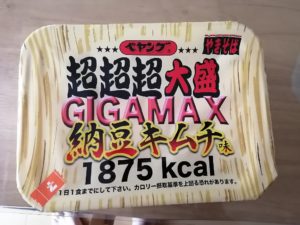 ペヤング
やきそば
超超超大盛
GIGAMAX
納豆キムチ味
1875 kcal
1日1食までにして下さい。カロリー摂取基準を上回る恐れがあります。